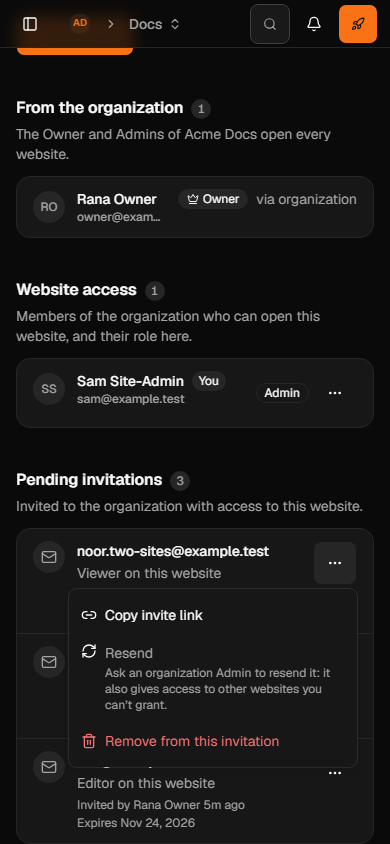 AD
Docs
From the organization 1
The Owner and Admins of Acme Docs open every
website.
RO
Rana Owner
Owner
via organization
owner@exam...
Website access 1
Members of the organization who can open this
website, and their role here.
SS
Sam Site-Admin You
sam@example.test
Admin
Pending invitations 3
Invited to the organization with access to this website.
noor.two-sites@example.test
Viewer on this website
Copy invite link
Resend
Ask an organization Admin to resend it: it
also gives access to other websites you
can't grant.
Remove from this invitation
Editor on this website
Invited by Rana Owner 5m ago
Expires Nov 24, 2026